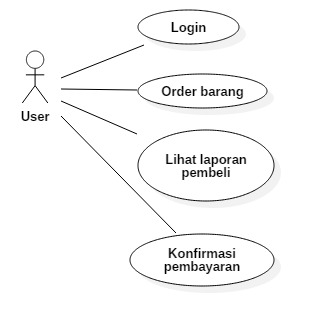 Login
Order barang
User
Lihat laporan
pembeli
Konfirmasi
pembayaran